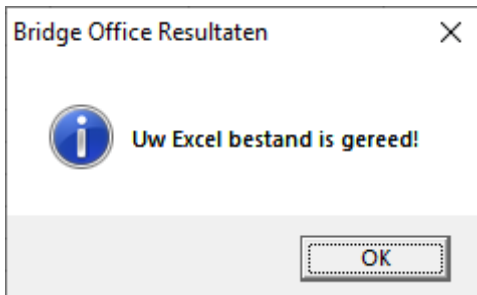 Bridge Office Resultaten
Uw Excel bestand is gereed!
OK